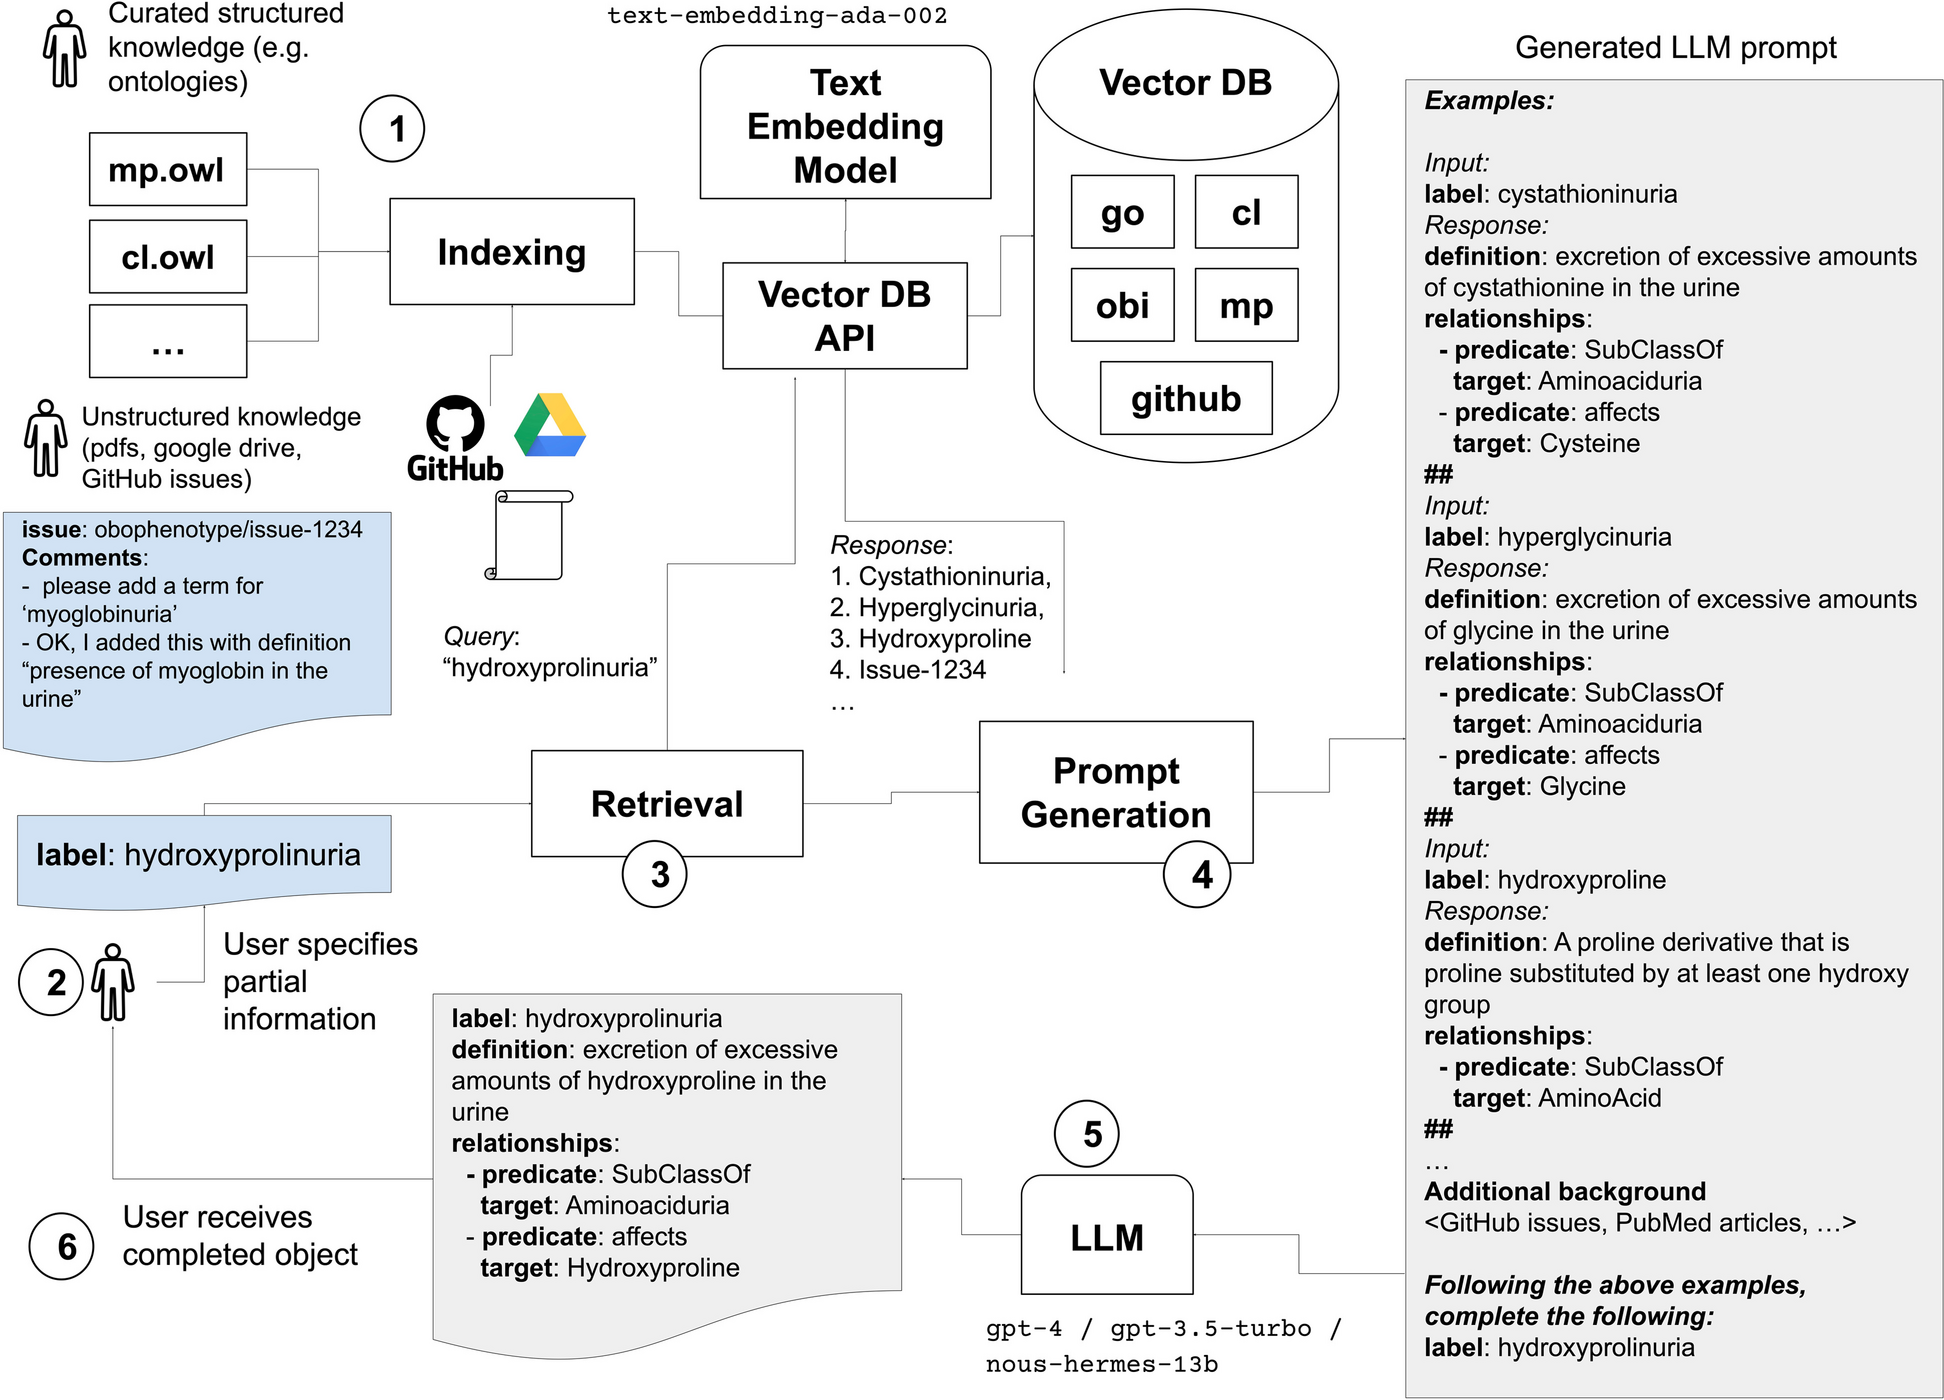 Curated structured
knowledge (e.g.
ontologies)
1
mp.owl
cl.owl
...
Indexing
text-embedding-ada-002
Text
Embedding
Model
Vector DB
API
Vector DB
go
cl
obi
mp
github
Unstructured knowledge
(pdfs, google drive,
GitHub issues)
GitHub
issue: obophenotype/issue-1234
Comments:
- please add a term for
‘myoglobinuria’
- OK, I added this with definition
“presence of myoglobin in the
urine”
Query:
“hydroxyprolinuria”
Response:
1. Cystathioninuria,
2. Hyperglycinuria,
3. Hydroxyproline
4. Issue-1234
...
label: hydroxyprolinuria
Retrieval
3
Prompt
Generation
4
2
User specifies
partial
information
label: hydroxyprolinuria
definition: excretion of excessive
amounts of hydroxyproline in the
urine
relationships:
- predicate: SubClassOf
target: Aminoaciduria
- predicate: affects
target: Hydroxyproline
6
User receives
completed object
5
LLM
gpt-4 / gpt-3.5-turbo /
nous-hermes-13b
Generated LLM prompt
Examples:
Input:
label: cystathioninuria
Response:
definition: excretion of excessive amounts
of cystathionine in the urine
relationships:
- predicate: SubClassOf
target: Aminoaciduria
- predicate: affects
target: Cysteine
##
Input:
label: hyperglycinuria
Response:
definition: excretion of excessive amounts
of glycine in the urine
relationships:
- predicate: SubClassOf
target: Aminoaciduria
- predicate: affects
target: Glycine
##
Input:
label: hydroxyproline
Response:
definition: A proline derivative that is
proline substituted by at least one hydroxy
group
relationships:
- predicate: SubClassOf
target: AminoAcid
##
...
Additional background
<GitHub issues, PubMed articles, ...>
Following the above examples,
complete the following:
label: hydroxyprolinuria